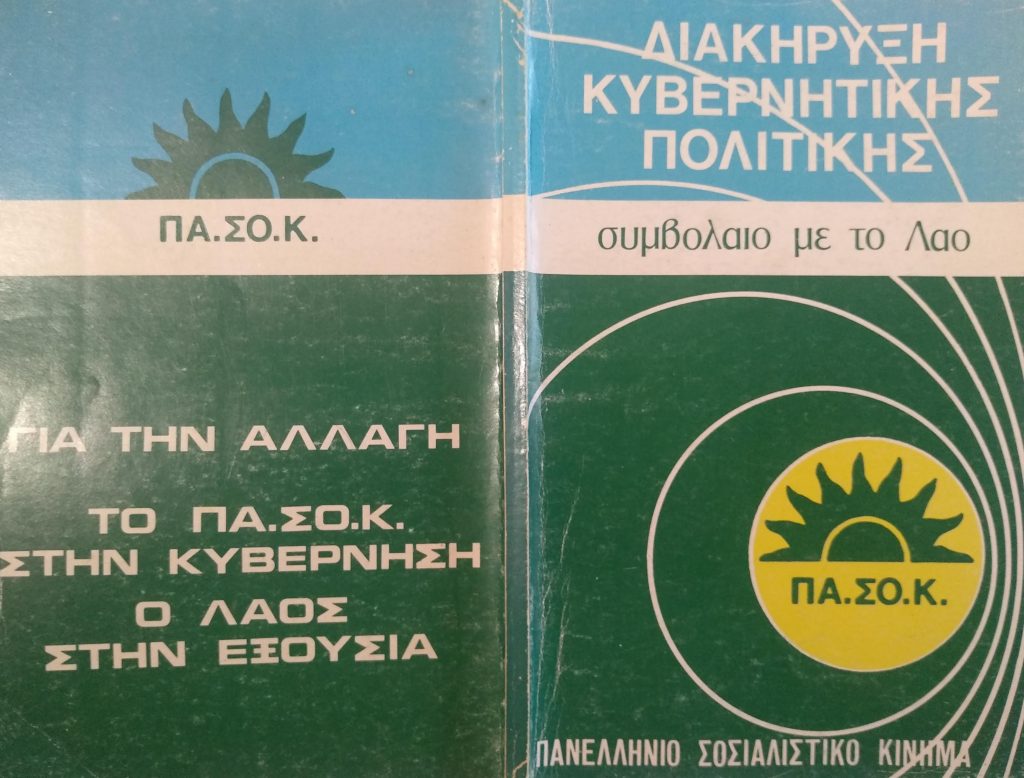 ΠΑ.ΣΟ.Κ.
ΓΙΑ ΤΗΝ ΑΛΛΑΓΗ
ΤΟ ΠΑ.ΣΟ.Κ.
ΣΤΗΝ ΚΥΒΕΡΝΗΣΗ
Ο ΛΑΟΣ
ΣΤΗΝ ΕΞΟΥΣΙΑ
ΔΙΑΚΗΡΥΞΗ
ΚΥΒΕΡΝΗΤΙΚΗΣ
ΠΟΛΙΤΙΚΗΣ
συμβολαιο με το Λαο
ΠΑ.ΣΟ.Κ.
ΠΑΝΕΛΛΗΝΙΟ ΣΟΣΙΑΛΙΣΤΙΚΟ ΚΙΝΗΜΑ